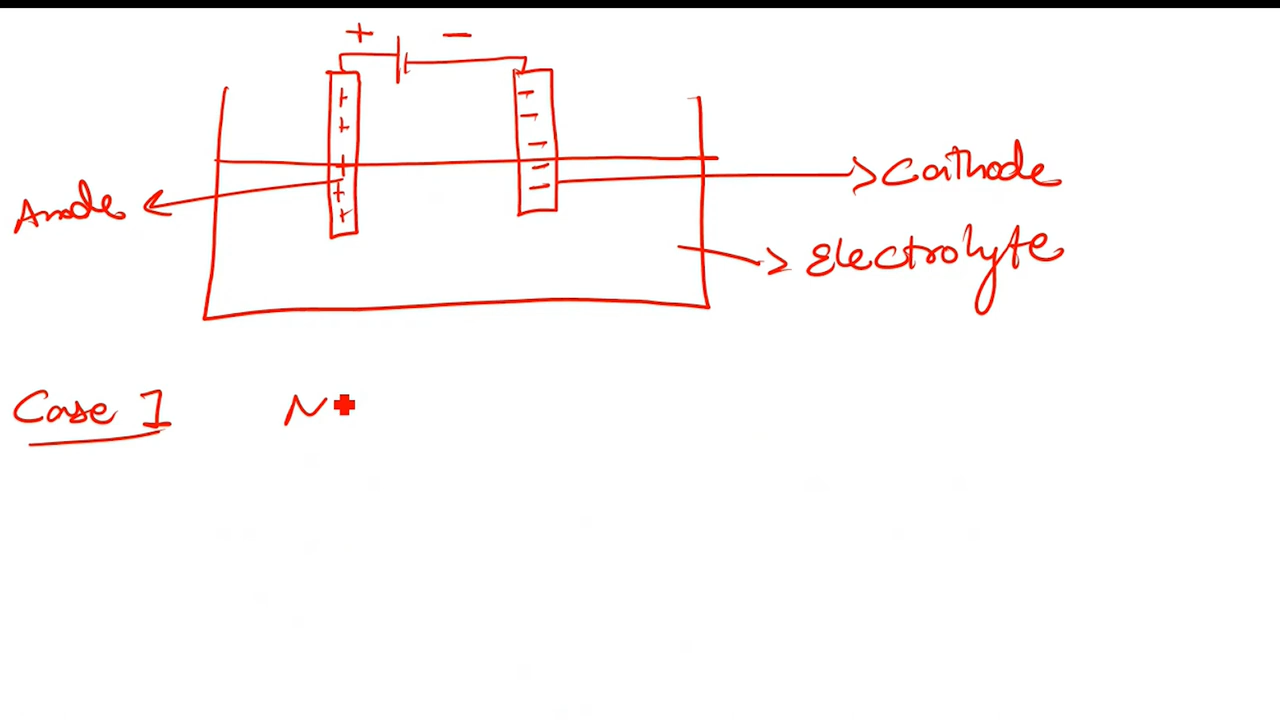 + −
Anode
Cathode
Electrolyte
Case I N